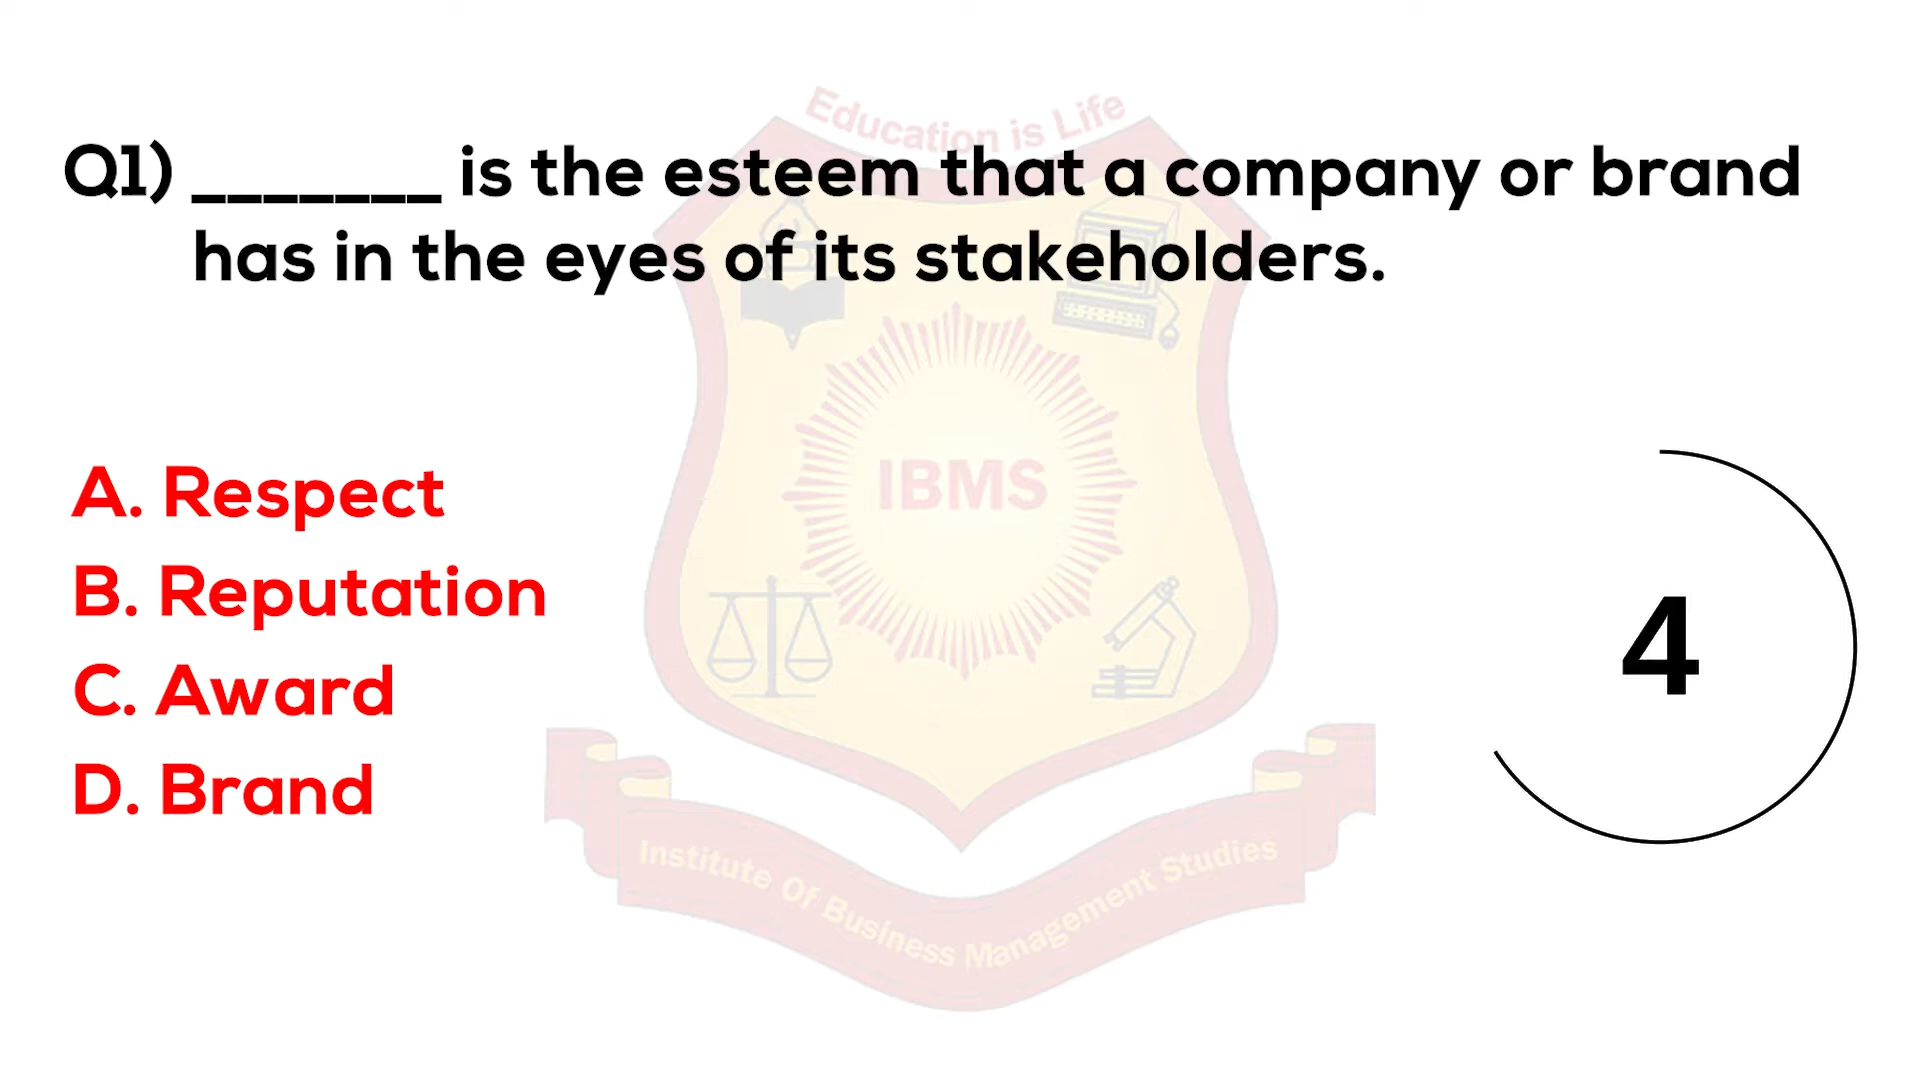 Education is Life
Q1) _______ is the esteem that a company or brand
has in the eyes of its stakeholders.
IBMS
A. Respect
B. Reputation
C. Award
D. Brand
4
Institute Of Business Management Studies